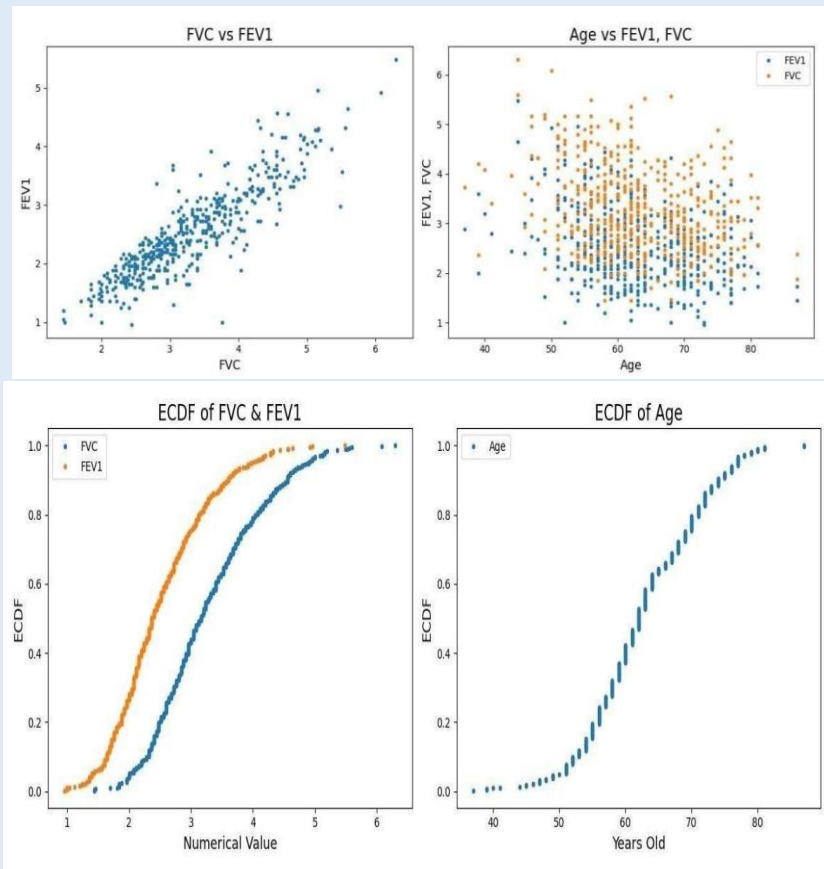 FVC vs FEV1
FEV1
5
4
3
2
1
2
3
4
5
6
FVC
Age vs FEV1, FVC
FEV1, FVC
FEV1
FVC
6
5
4
3
2
1
40
50
60
70
80
Age
ECDF of FVC & FEV1
ECDF
FVC
FEV1
1.0
0.8
0.6
0.4
0.2
0.0
1
2
3
4
5
6
Numerical Value
ECDF of Age
ECDF
Age
1.0
0.8
0.6
0.4
0.2
0.0
40
50
60
70
80
Years Old